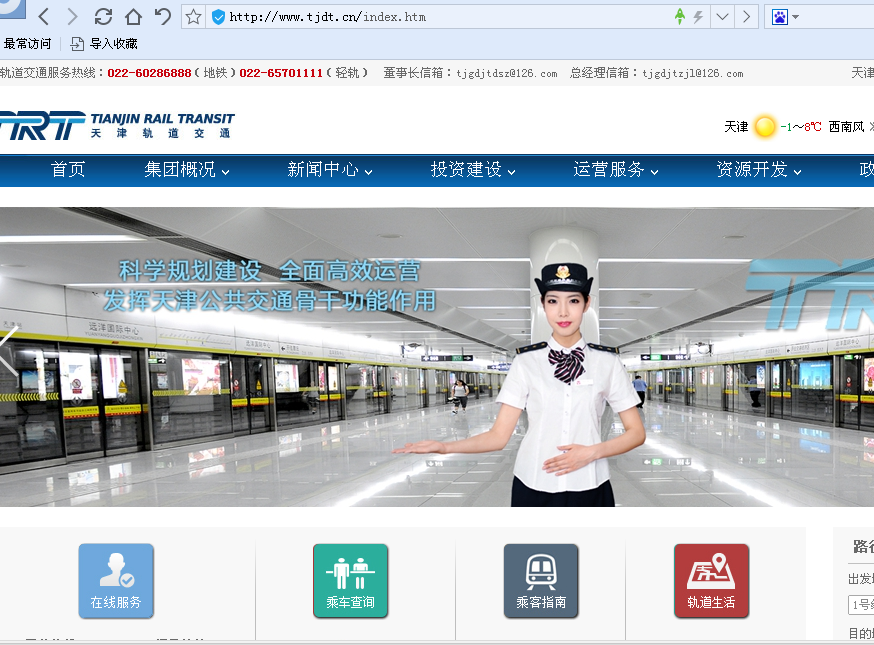 http://www.tjdt.cn/index.htm
最常访问 导入收藏
轨道交通服务热线：022-60286888（地铁）022-65701111（轻轨） 董事长信箱：tjgdjtdsz@126.com 总经理信箱：tjgdjtzjl@126.com 天津
TRT TIANJIN RAIL TRANSIT
天津轨道交通
天津 -1～8℃ 西南风
首页 集团概况 新闻中心 投资建设 运营服务 资源开发 政
科学规划建设 全面高效运营
发挥天津公共交通骨干功能作用
远洋国际中心
在线服务 乘车查询 乘客指南 轨道生活
路径
出发地
1号线
目的地